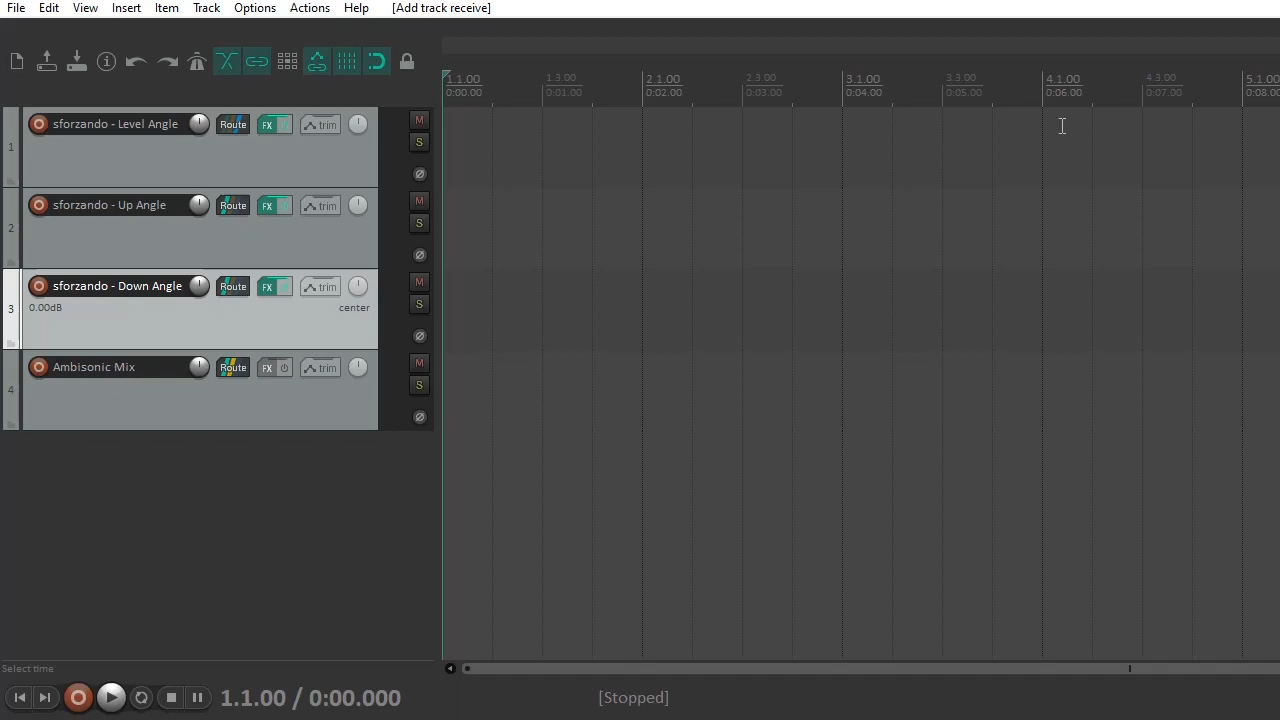 File Edit View Insert Item Track Options Actions Help [Add track receive]
1.1.00 1.3.00 2.1.00 2.3.00 3.1.00 3.3.00 4.1.00 4.3.00 5.1.00
0:00.00 0:01.00 0:02.00 0:03.00 0:04.00 0:05.00 0:06.00 0:07.00 0:08.00
1 sforzando - Level Angle Route FX trim M
S
2 sforzando - Up Angle Route FX trim M
S
3 sforzando - Down Angle Route FX trim M
0.00dB center S
4 Ambisonic Mix Route FX trim M
S
Select time
1.1.00 / 0:00.000 [Stopped]